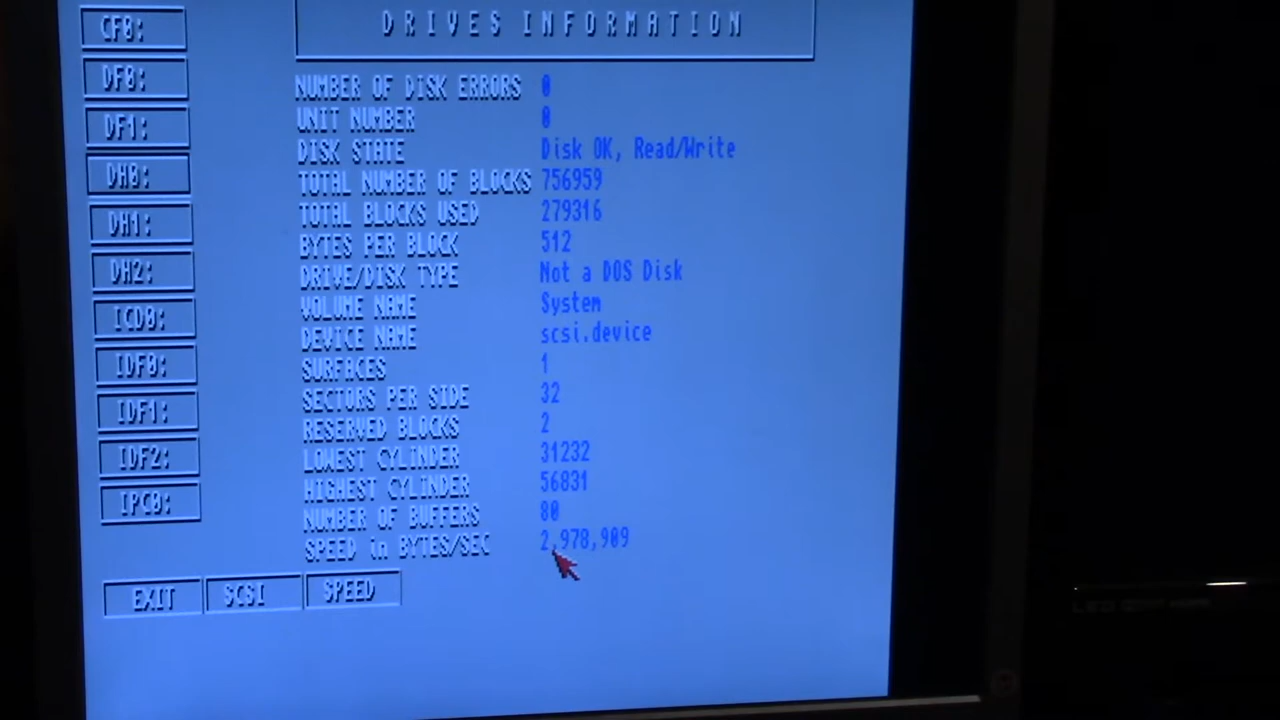 DRIVES INFORMATION
CF0:
DF0:
DF1:
DH0:
DH1:
DH2:
ICD0:
IDF0:
IDF1:
IDF2:
IPC0:
NUMBER OF DISK ERRORS 0
UNIT NUMBER 0
DISK STATE Disk OK, Read/Write
TOTAL NUMBER OF BLOCKS 756959
TOTAL BLOCKS USED 279316
BYTES PER BLOCK 512
DRIVE/DISK TYPE Not a DOS Disk
VOLUME NAME System
DEVICE NAME scsi.device
SURFACES 1
SECTORS PER SIDE 32
RESERVED BLOCKS 2
LOWEST CYLINDER 31232
HIGHEST CYLINDER 56831
NUMBER OF BUFFERS 80
SPEED in BYTES/SEC 2,978,909
EXIT SCSI SPEED